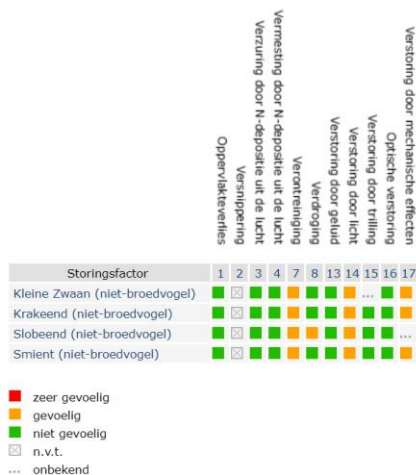 Oppervlakteverlies
Versnippering
Verzuring door N-depositie uit de lucht
Vermesting door N-depositie uit de lucht
Verontreiniging
Verdroging
Verstoring door geluid
Verstoring door licht
Verstoring door trilling
Optische verstoring
Verstoring door mechanische effecten
Storingsfactor 1 2 3 4 7 8 13 14 15 16 17
Kleine Zwaan (niet-broedvogel) ...
Krakeend (niet-broedvogel)
Slobeend (niet-broedvogel) ...
Smient (niet-broedvogel)
zeer gevoelig
gevoelig
niet gevoelig
n.v.t.
... onbekend